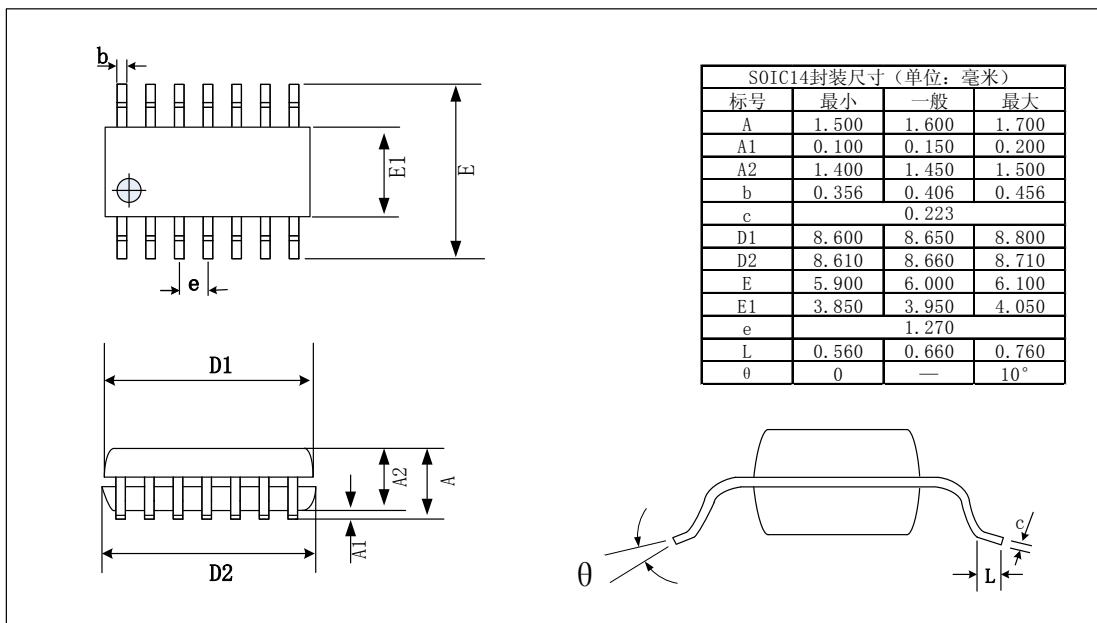 b
E1
E
e
D1
A2
A
A1
D2
SOIC14封装尺寸（单位：毫米）
标号 最小 一般 最大
A 1.500 1.600 1.700
A1 0.100 0.150 0.200
A2 1.400 1.450 1.500
b 0.356 0.406 0.456
c 0.223
D1 8.600 8.650 8.800
D2 8.610 8.660 8.710
E 5.900 6.000 6.100
E1 3.850 3.950 4.050
e 1.270
L 0.560 0.660 0.760
θ 0 — 10°
c
θ
L